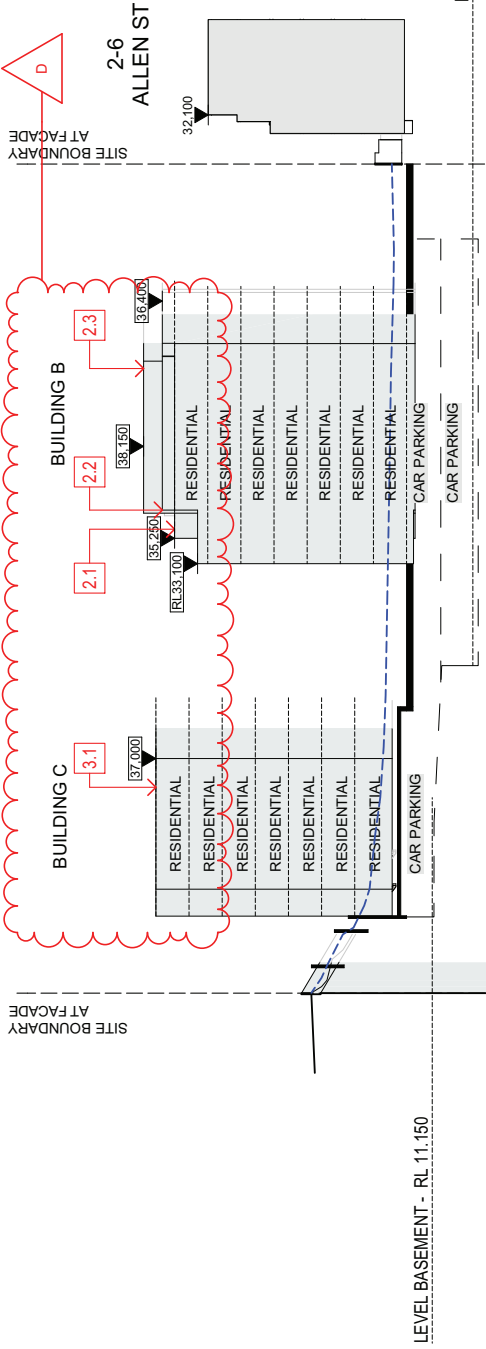 D
2-6
ALLEN ST
SITE BOUNDARY
AT FACADE
32,100
BUILDING B
2.3
36,400
38,150
2.2
2.1
35,250
RL33,100
RESIDENTIAL
RESIDENTIAL
RESIDENTIAL
RESIDENTIAL
RESIDENTIAL
RESIDENTIAL
RESIDENTIAL
CAR PARKING
CAR PARKING
BUILDING C
3.1
37,000
RESIDENTIAL
RESIDENTIAL
RESIDENTIAL
RESIDENTIAL
RESIDENTIAL
RESIDENTIAL
RESIDENTIAL
CAR PARKING
SITE BOUNDARY
AT FACADE
LEVEL BASEMENT - RL 11.150